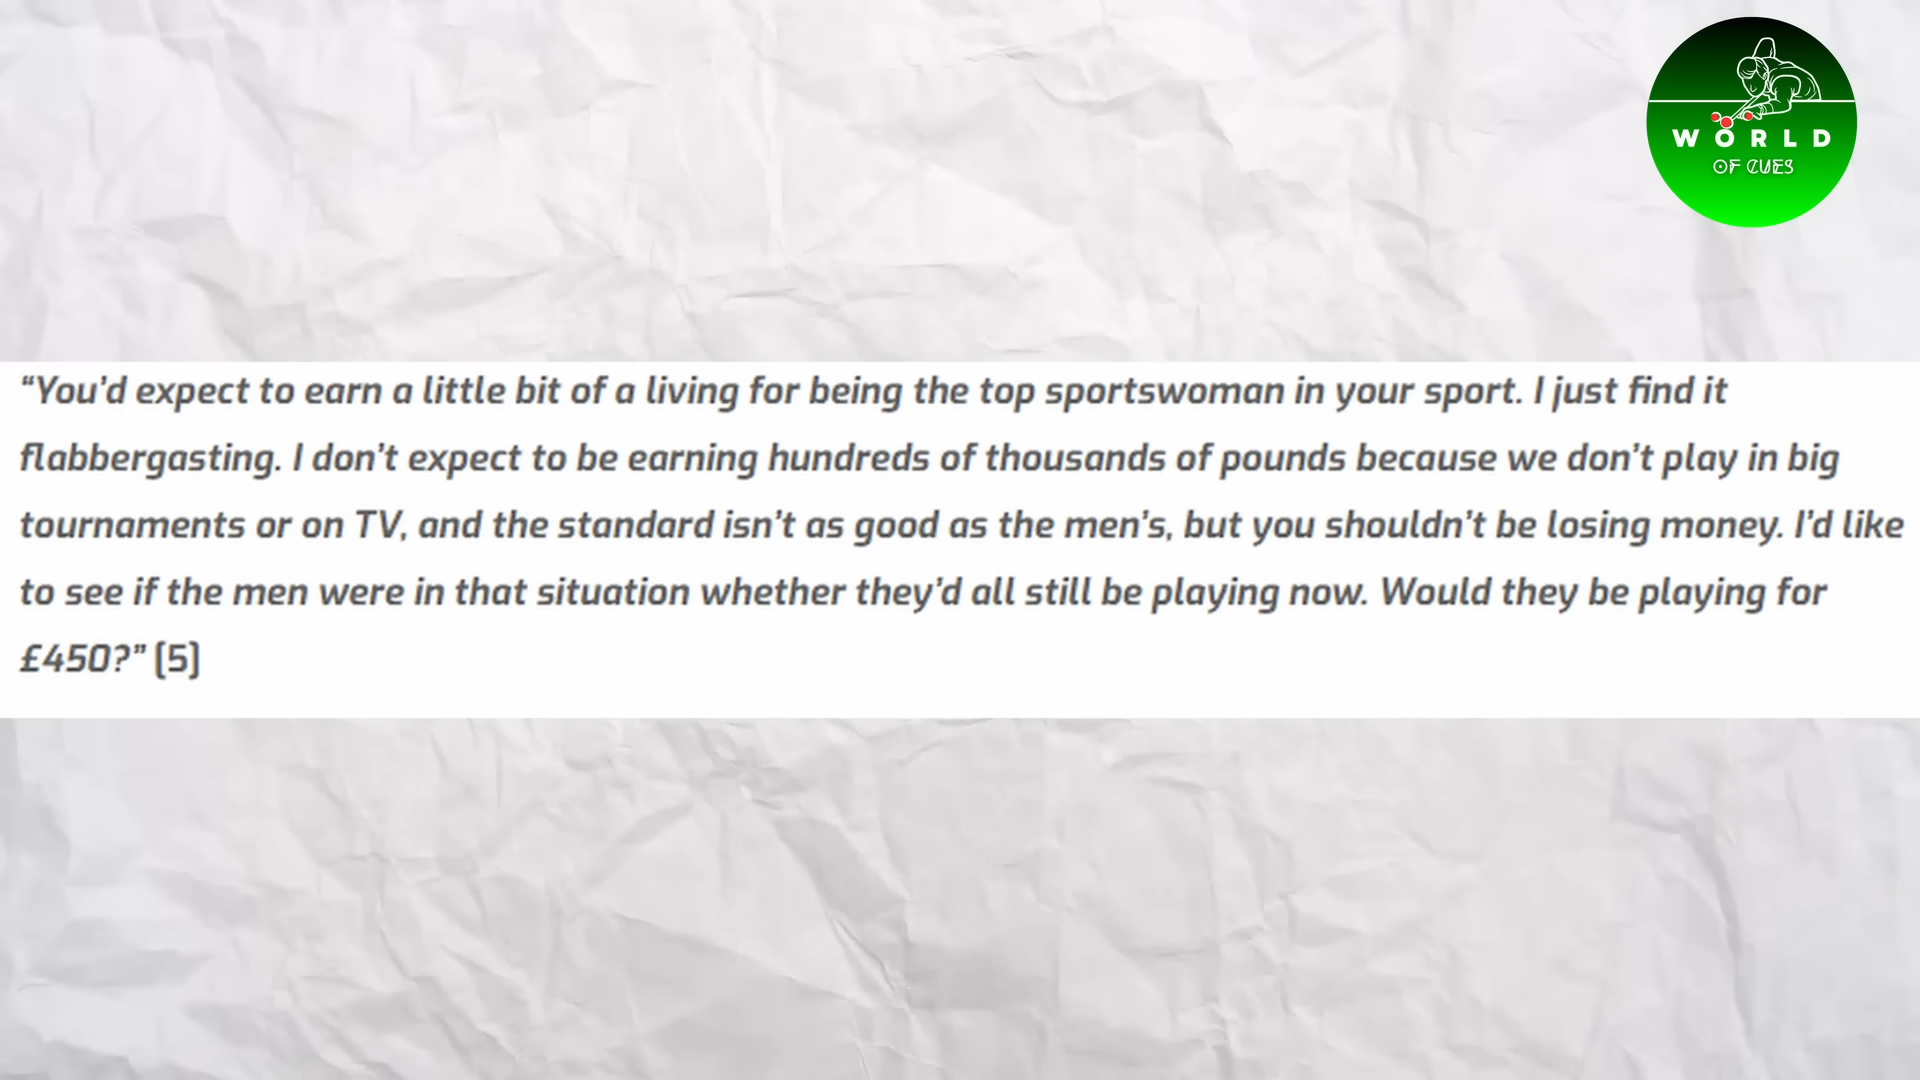 WORLD
OF CUES
“You’d expect to earn a little bit of a living for being the top sportswoman in your sport. I just find it
flabbergasting. I don’t expect to be earning hundreds of thousands of pounds because we don’t play in big
tournaments or on TV, and the standard isn’t as good as the men’s, but you shouldn’t be losing money. I’d like
to see if the men were in that situation whether they’d all still be playing now. Would they be playing for
£450?” [5]